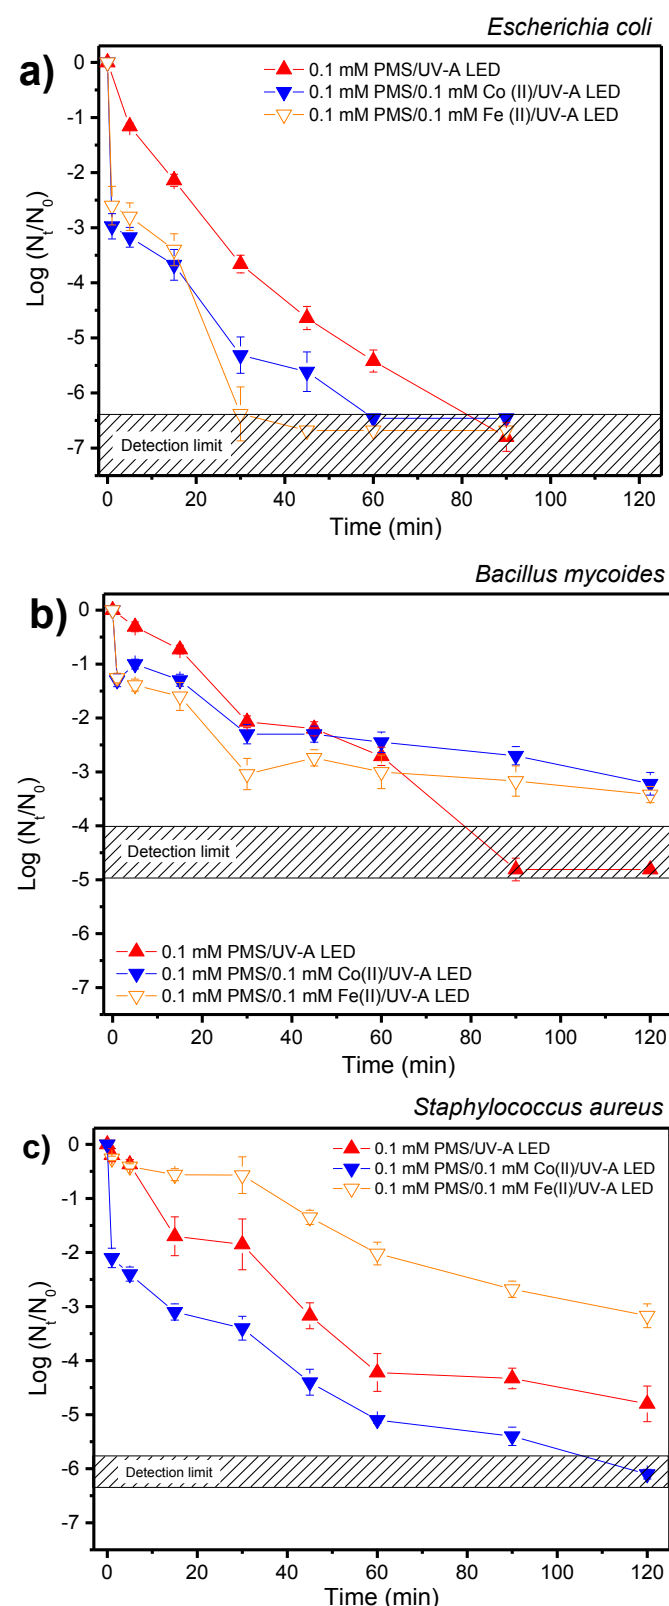 Escherichia coli
a)
0.1 mM PMS/UV-A LED
0.1 mM PMS/0.1 mM Co (II)/UV-A LED
0.1 mM PMS/0.1 mM Fe (II)/UV-A LED
0
-1
-2
-3
-4
-5
-6
-7
Log (Nt/N0)
Detection limit
0 20 40 60 80 100 120
Time (min)
Bacillus mycoides
b)
0
-1
-2
-3
-4
-5
-6
-7
Log (Nt/N0)
Detection limit
0.1 mM PMS/UV-A LED
0.1 mM PMS/0.1 mM Co(II)/UV-A LED
0.1 mM PMS/0.1 mM Fe(II)/UV-A LED
0 20 40 60 80 100 120
Time (min)
Staphylococcus aureus
c)
0.1 mM PMS/UV-A LED
0.1 mM PMS/0.1 mM Co(II)/UV-A LED
0.1 mM PMS/0.1 mM Fe(II)/UV-A LED
0
-1
-2
-3
-4
-5
-6
-7
Log (Nt/N0)
Detection limit
0 20 40 60 80 100 120
Time (min)